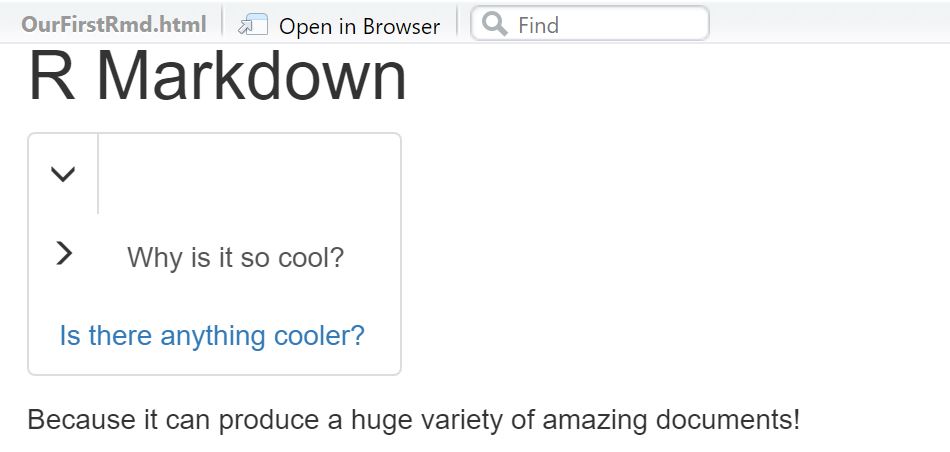 OurFirstRmd.html Open in Browser Find
R Markdown
Why is it so cool?
Is there anything cooler?
Because it can produce a huge variety of amazing documents!